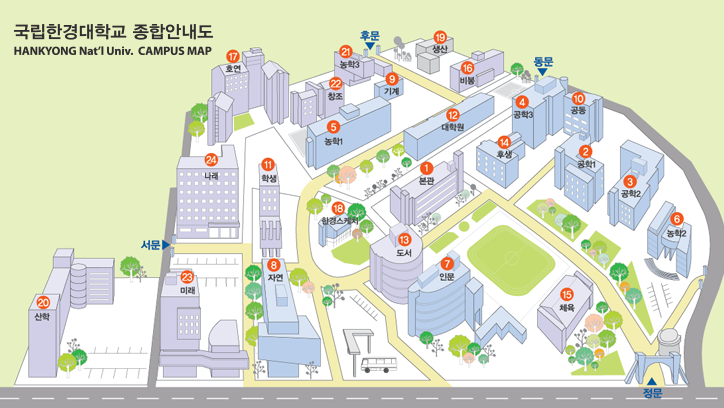 국립한경대학교 종합안내도
HANKYONG Nat'l Univ. CAMPUS MAP
후문
19
생산
21
농학3
17
호연
16
비봉
동문
22
창조
9
기계
4
공학3
10
공동
12
대학원
5
농학1
14
후생
2
공학1
24
나래
11
학생
1
본관
3
공학2
18
한경스케치
6
농학2
서문
13
도서
8
자연
7
인문
23
미래
15
체육
20
산학
정문